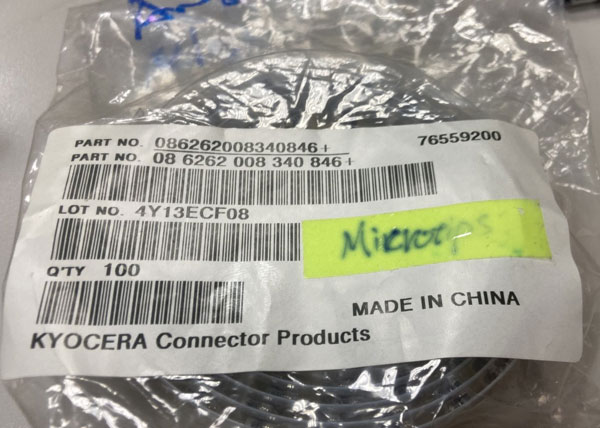 PART NO. 086262008340846+ 76559200
PART NO. 08 6262 008 340 846+
LOT NO. 4Y13ECF08
Q'TY 100
MADE IN CHINA
KYOCERA Connector Products